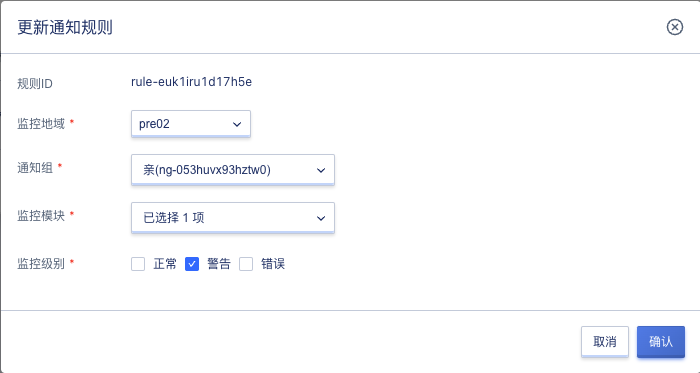 更新通知规则
规则ID rule-euk1iru1d17h5e
监控地域 * pre02
通知组 * 亲(ng-053huvx93hztw0)
监控模块 * 已选择 1 项
监控级别 * 正常 警告 错误
取消 确认